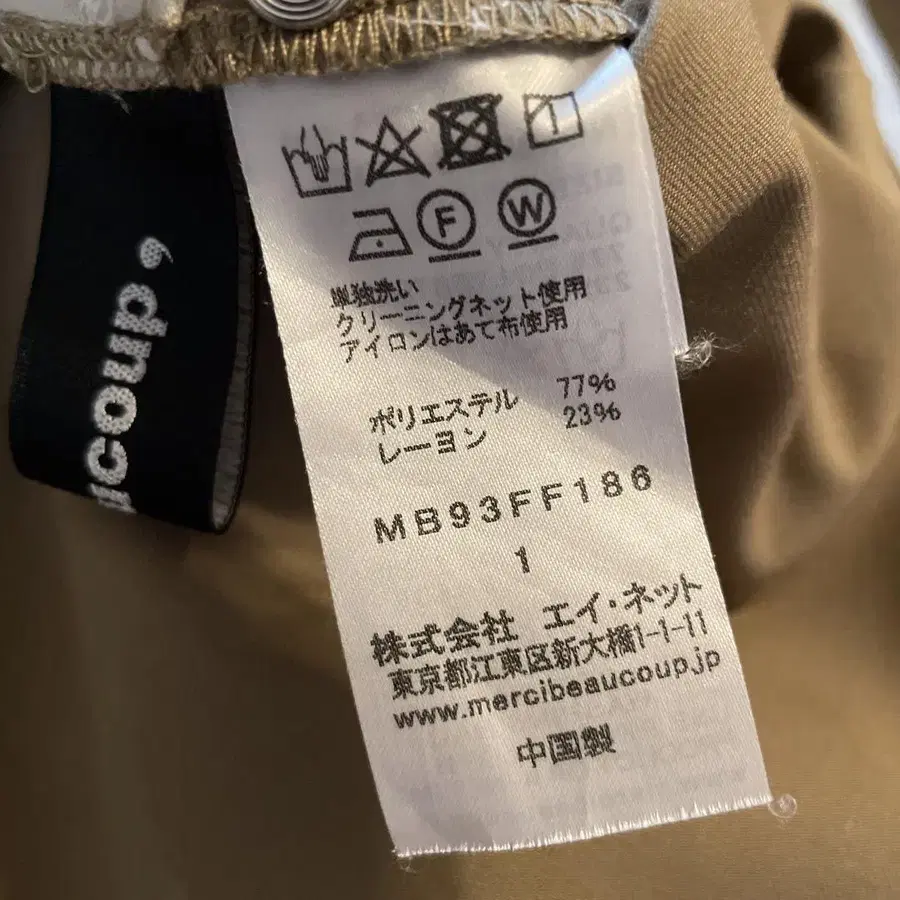 ucoup,
F
W
単独洗い
クリーニングネット使用
アイロンはあて布使用
ポリエステル 77%
レーヨン 23%
MB93FF186
1
株式会社 エイ・ネット
東京都江東区新大橋1-1-11
www.mercibeaucoup.jp
中国製